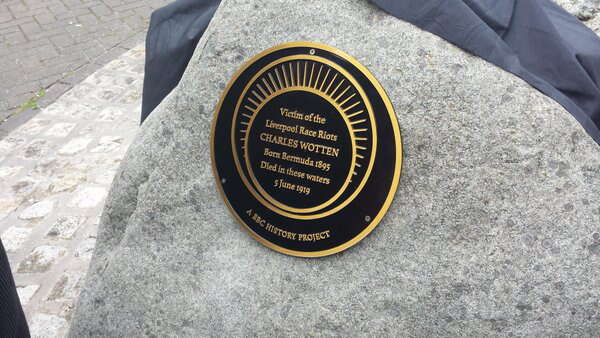 Victim of the
Liverpool Race Riots
CHARLES WOTTEN
Born Bermuda 1895
Died in these waters
5 June 1919
A BBC HISTORY PROJECT